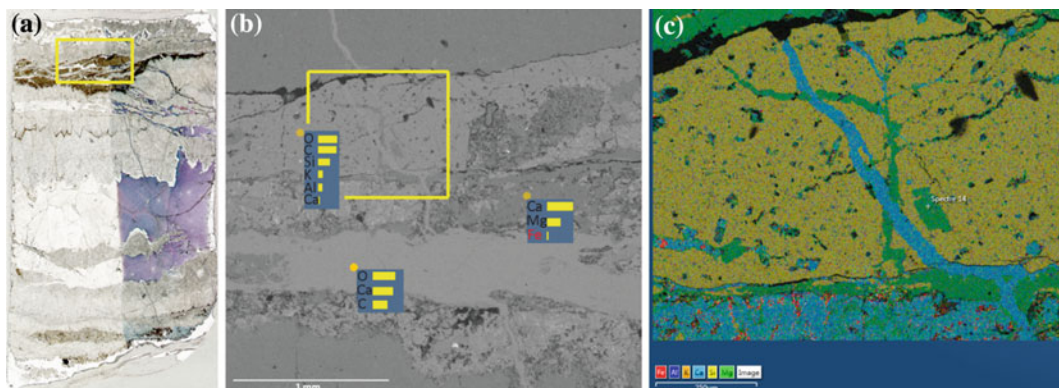 (a)
(b)
(c)
O
C
Si
K
Al
Ca
Ca
Mg
Fe
O
Ca
C
1 mm
Spectre 14
Fe Al K Ca Si Mg Image